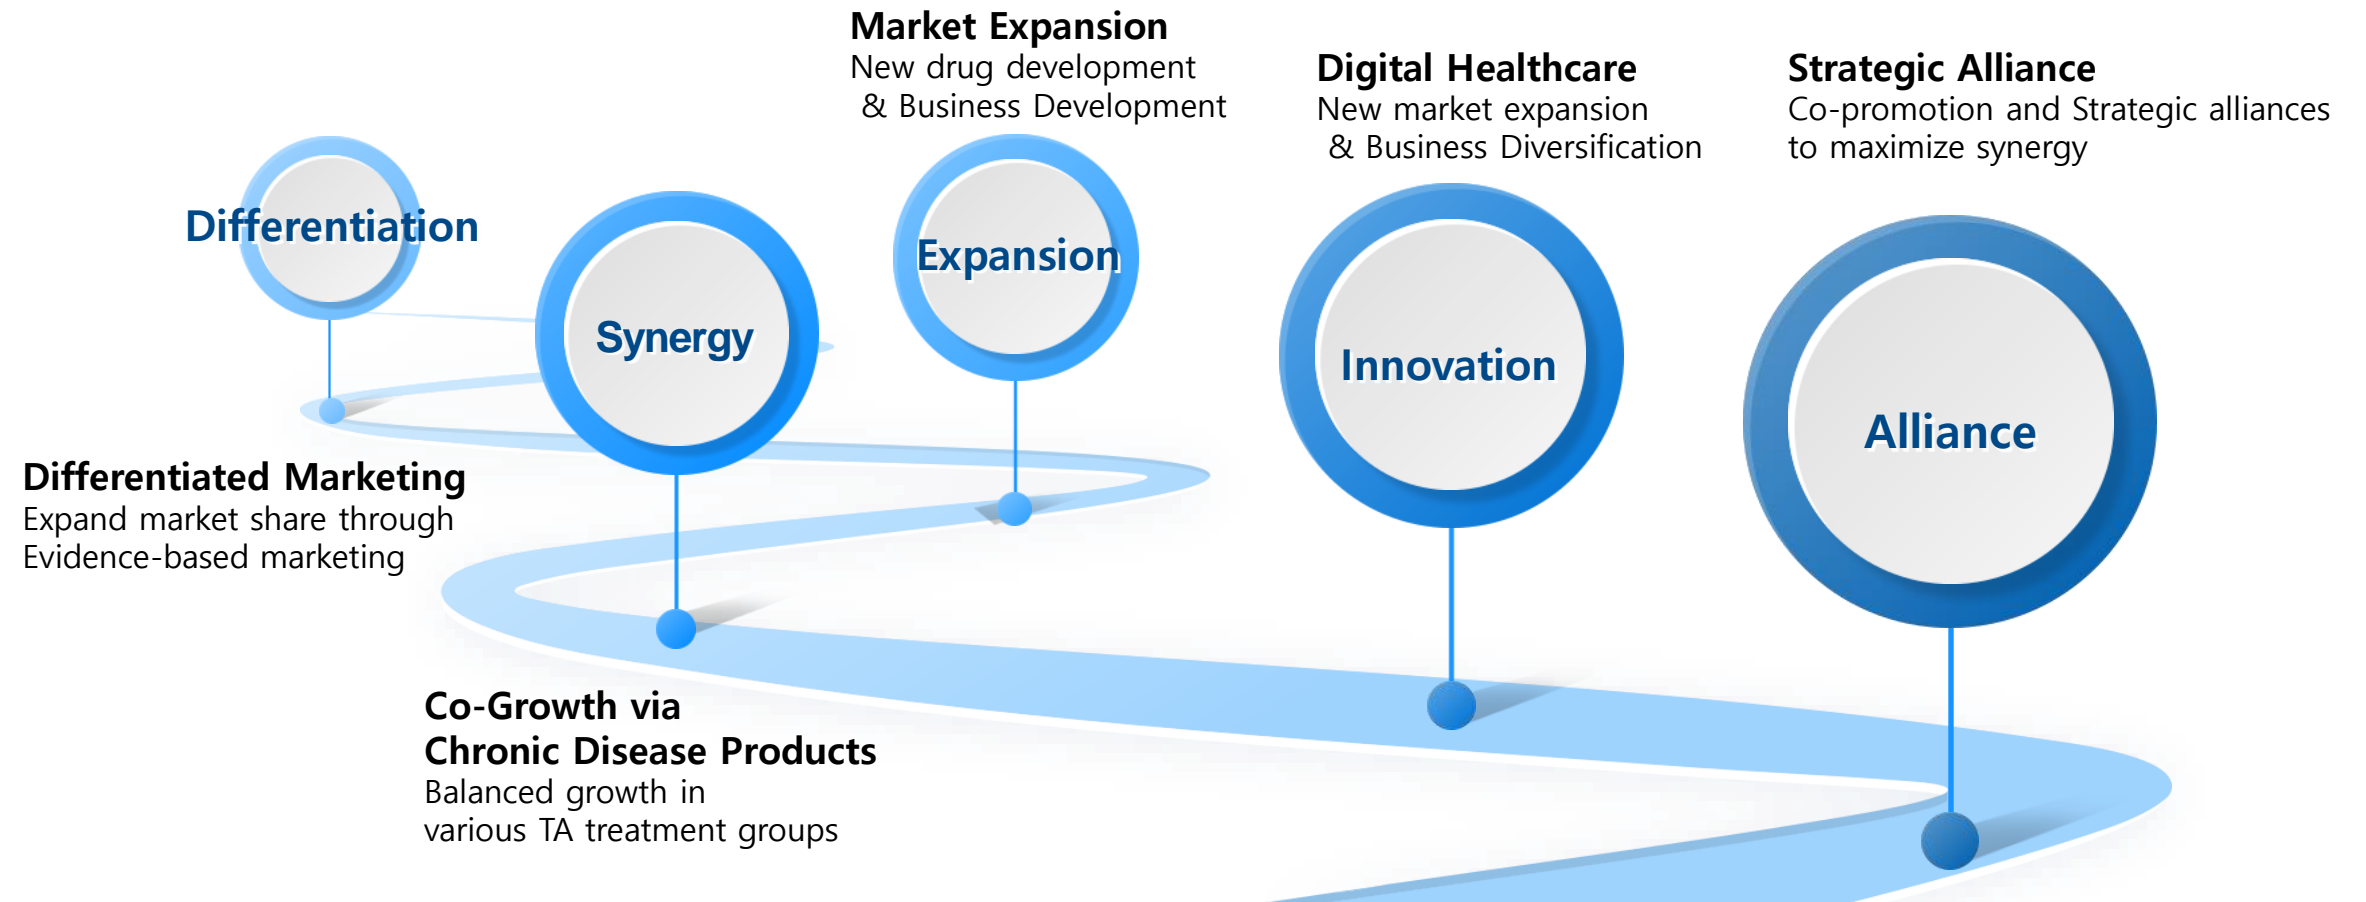 Differentiation
Differentiated Marketing
Expand market share through
Evidence-based marketing
Synergy
Co-Growth via
Chronic Disease Products
Balanced growth in
various TA treatment groups
Market Expansion
New drug development
& Business Development
Expansion
Digital Healthcare
New market expansion
& Business Diversification
Innovation
Strategic Alliance
Co-promotion and Strategic alliances
to maximize synergy
Alliance